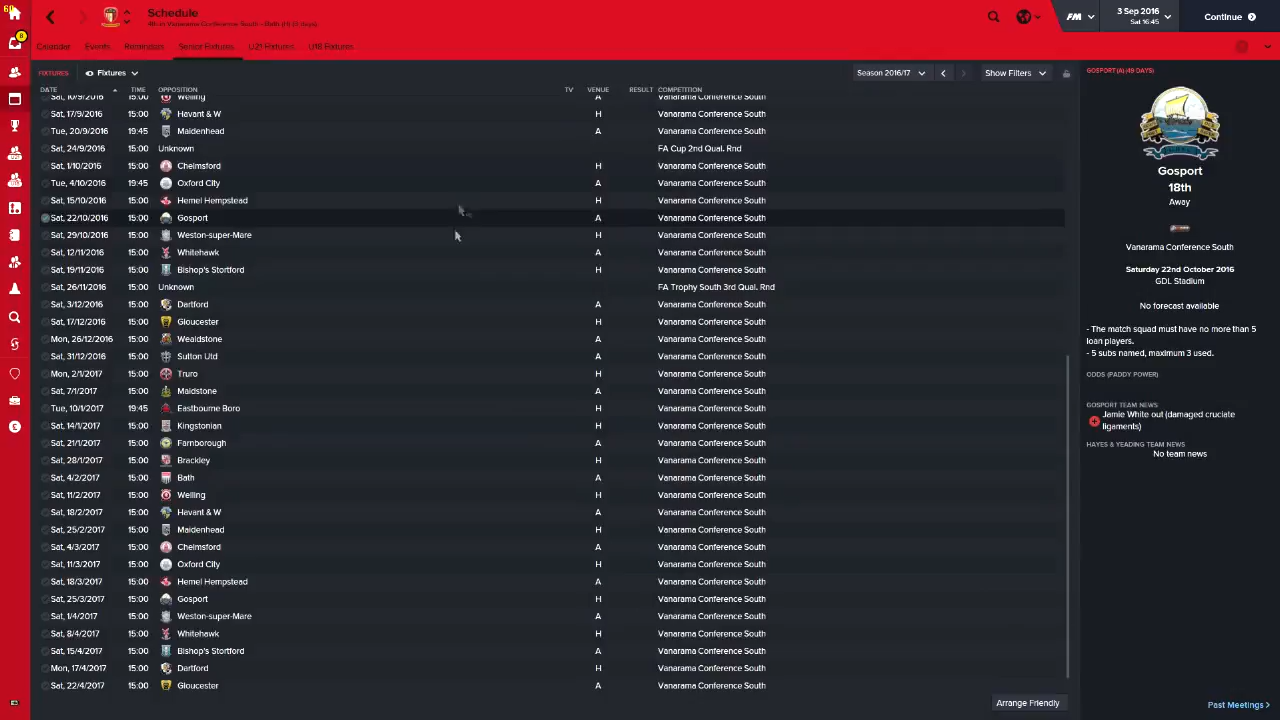 60
Schedule
3 Sep 2016
Sat 16:45
Continue
FM
8
4th in Vanarama Conference South - Bath (H) (3 days)
Calendar Events Reminders Senior Fixtures U21 Fixtures U18 Fixtures
FIXTURES Fixtures Season 2016/17 Show Filters
DATE TIME OPPOSITION TV VENUE RESULT COMPETITION
Sat, 10/9/2016 15:00 Welling A Vanarama Conference South
Sat, 17/9/2016 15:00 Havant & W H Vanarama Conference South
Tue, 20/9/2016 19:45 Maidenhead A Vanarama Conference South
Sat, 24/9/2016 15:00 Unknown FA Cup 2nd Qual. Rnd
Sat, 1/10/2016 15:00 Chelmsford H Vanarama Conference South
Tue, 4/10/2016 19:45 Oxford City A Vanarama Conference South
Sat, 15/10/2016 15:00 Hemel Hempstead H Vanarama Conference South
Sat, 22/10/2016 15:00 Gosport A Vanarama Conference South
Sat, 29/10/2016 15:00 Weston-super-Mare H Vanarama Conference South
Sat, 12/11/2016 15:00 Whitehawk A Vanarama Conference South
Sat, 19/11/2016 15:00 Bishop's Stortford H Vanarama Conference South
Sat, 26/11/2016 15:00 Unknown FA Trophy South 3rd Qual. Rnd
Sat, 3/12/2016 15:00 Dartford A Vanarama Conference South
Sat, 17/12/2016 15:00 Gloucester H Vanarama Conference South
Mon, 26/12/2016 15:00 Wealdstone A Vanarama Conference South
Sat, 31/12/2016 15:00 Sutton Utd A Vanarama Conference South
Mon, 2/1/2017 15:00 Truro H Vanarama Conference South
Sat, 7/1/2017 15:00 Maidstone A Vanarama Conference South
Tue, 10/1/2017 19:45 Eastbourne Boro H Vanarama Conference South
Sat, 14/1/2017 15:00 Kingstonian H Vanarama Conference South
Sat, 21/1/2017 15:00 Farnborough A Vanarama Conference South
Sat, 28/1/2017 15:00 Brackley H Vanarama Conference South
Sat, 4/2/2017 15:00 Bath A Vanarama Conference South
Sat, 11/2/2017 15:00 Welling H Vanarama Conference South
Sat, 18/2/2017 15:00 Havant & W A Vanarama Conference South
Sat, 25/2/2017 15:00 Maidenhead H Vanarama Conference South
Sat, 4/3/2017 15:00 Chelmsford A Vanarama Conference South
Sat, 11/3/2017 15:00 Oxford City H Vanarama Conference South
Sat, 18/3/2017 15:00 Hemel Hempstead A Vanarama Conference South
Sat, 25/3/2017 15:00 Gosport H Vanarama Conference South
Sat, 1/4/2017 15:00 Weston-super-Mare A Vanarama Conference South
Sat, 8/4/2017 15:00 Whitehawk H Vanarama Conference South
Sat, 15/4/2017 15:00 Bishop's Stortford A Vanarama Conference South
Mon, 17/4/2017 15:00 Dartford H Vanarama Conference South
Sat, 22/4/2017 15:00 Gloucester A Vanarama Conference South
Arrange Friendly
GOSPORT (A) (49 DAYS)
Gosport
18th
Away
Vanarama Conference South
Saturday 22nd October 2016
GDL Stadium
No forecast available
- The match squad must have no more than 5
loan players.
- 5 subs named, maximum 3 used.
ODDS (PADDY POWER)
GOSPORT TEAM NEWS
Jamie White out (damaged cruciate
ligaments)
HAYES & YEADING TEAM NEWS
No team news
Past Meetings >